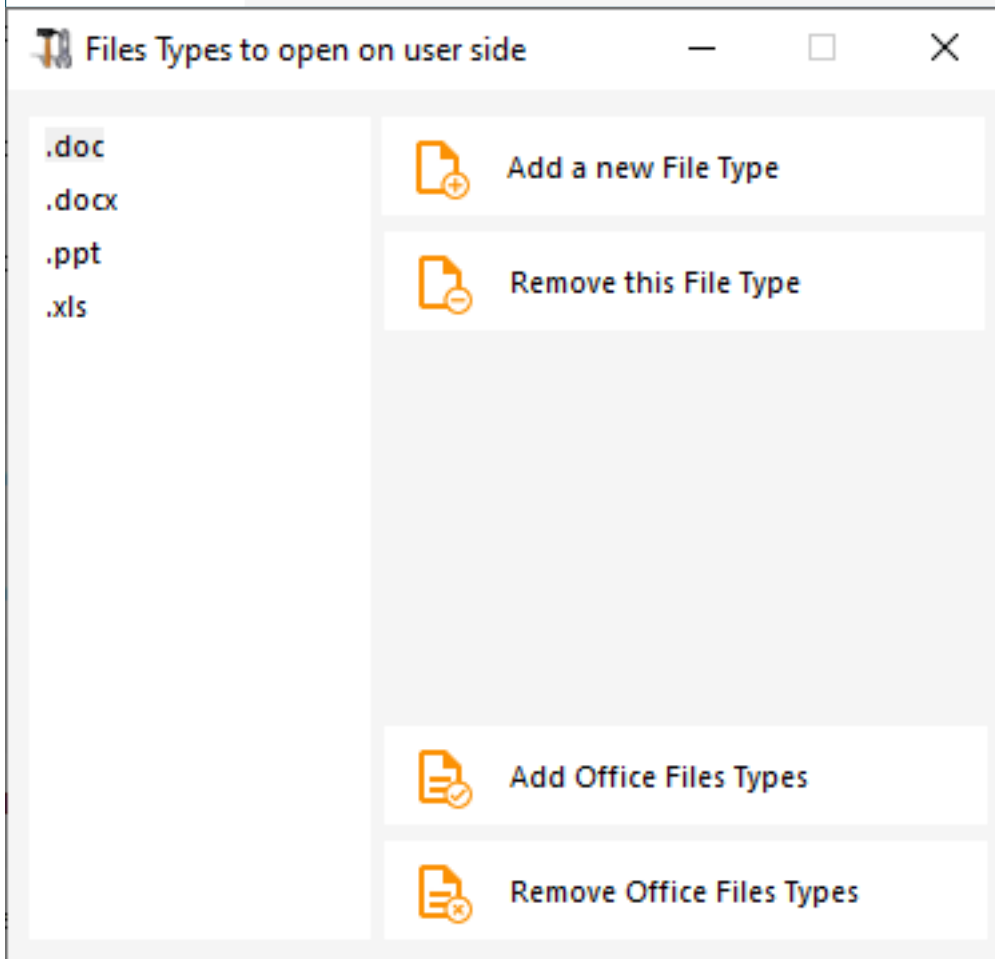 Files Types to open on user side
.doc
.docx
.ppt
.xls
Add a new File Type
Remove this File Type
Add Office Files Types
Remove Office Files Types